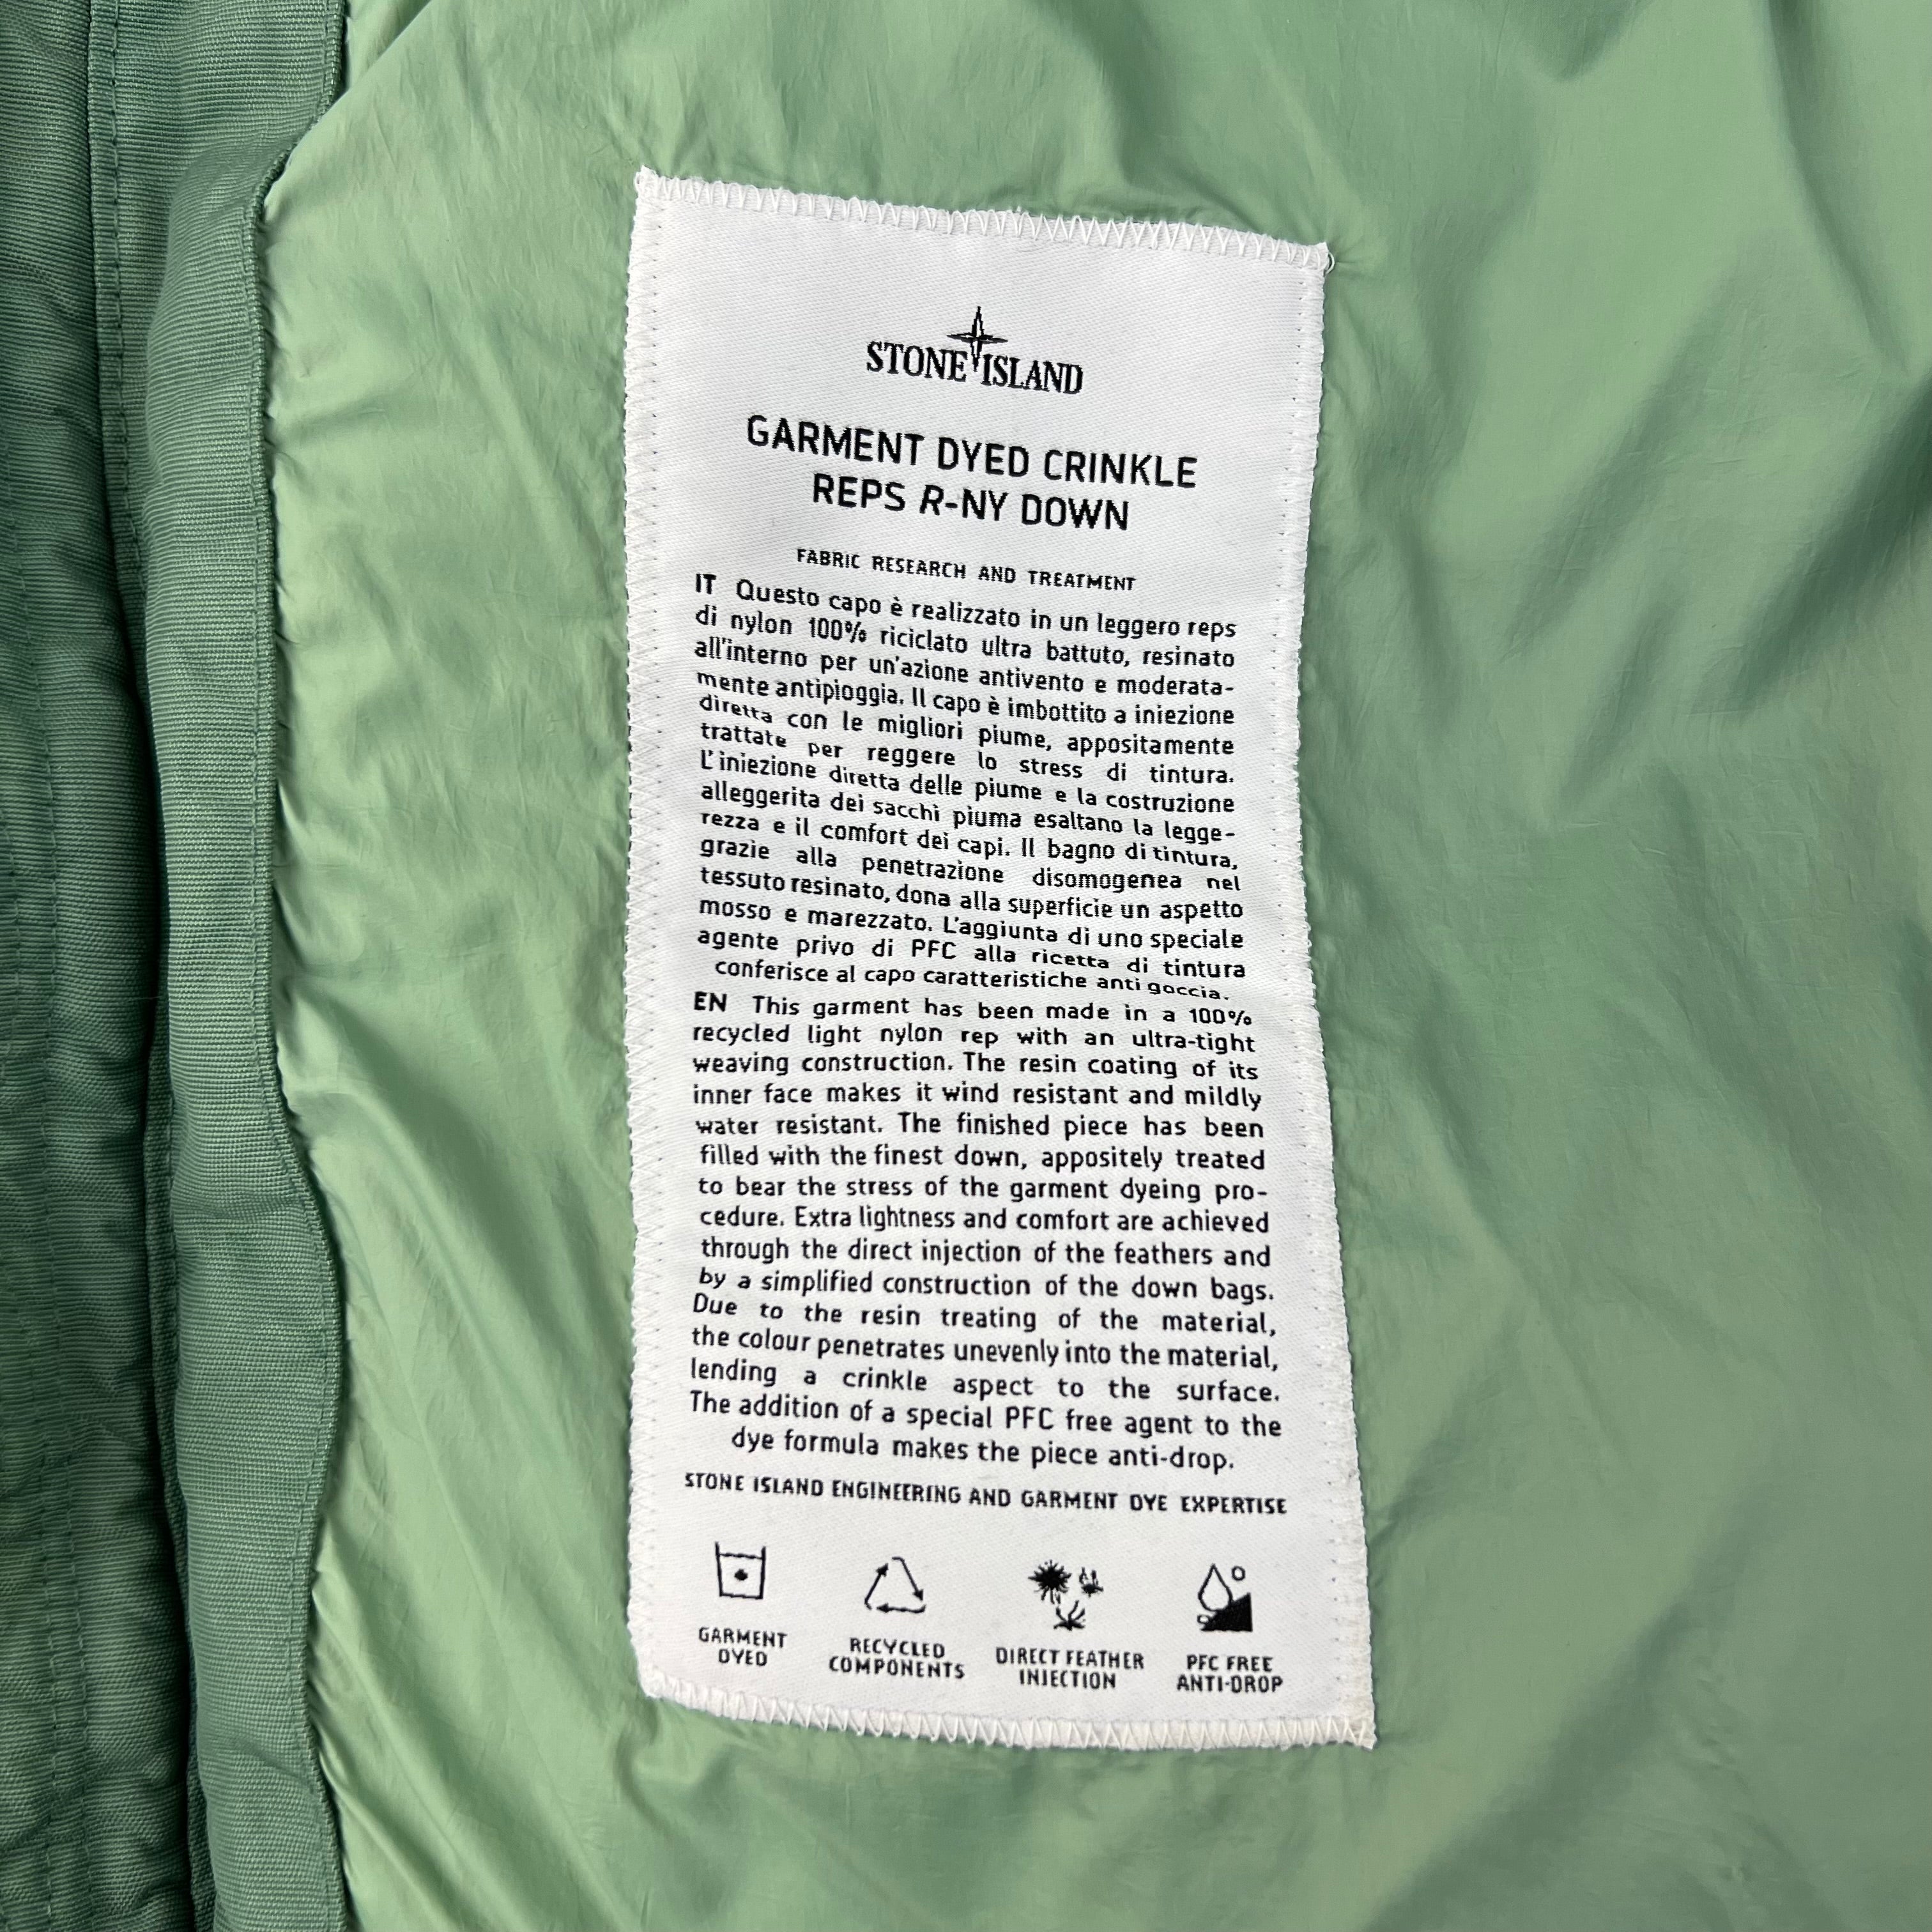 STONE ISLAND
GARMENT DYED CRINKLE
REPS R-NY DOWN
FABRIC RESEARCH AND TREATMENT
IT Questo capo è realizzato in un leggero reps
di nylon 100% riciclato ultra battuto, resinato
all'interno per un'azione antivento e moderata-
mente antipioggia. Il capo è imbottito a iniezione
diretta con le migliori piume, appositamente
trattate per reggere lo stress di tintura.
L'iniezione diretta delle piume e la costruzione
alleggerita dei sacchi piuma esaltano la legge-
rezza e il comfort dei capi. Il bagno di tintura,
grazie alla penetrazione disomogenea nel
tessuto resinato, dona alla superficie un aspetto
mosso e marezzato. L'aggiunta di uno speciale
agente privo di PFC alla ricetta di tintura
conferisce al capo caratteristiche anti goccia.
EN This garment has been made in a 100%
recycled light nylon rep with an ultra-tight
weaving construction. The resin coating of its
inner face makes it wind resistant and mildly
water resistant. The finished piece has been
filled with the finest down, appositely treated
to bear the stress of the garment dyeing pro-
cedure. Extra lightness and comfort are achieved
through the direct injection of the feathers and
by a simplified construction of the down bags.
Due to the resin treating of the material,
the colour penetrates unevenly into the material,
lending a crinkle aspect to the surface.
The addition of a special PFC free agent to the
dye formula makes the piece anti-drop.
STONE ISLAND ENGINEERING AND GARMENT DYE EXPERTISE
GARMENT
DYED
RECYCLED
COMPONENTS
DIRECT FEATHER
INJECTION
PFC FREE
ANTI-DROP